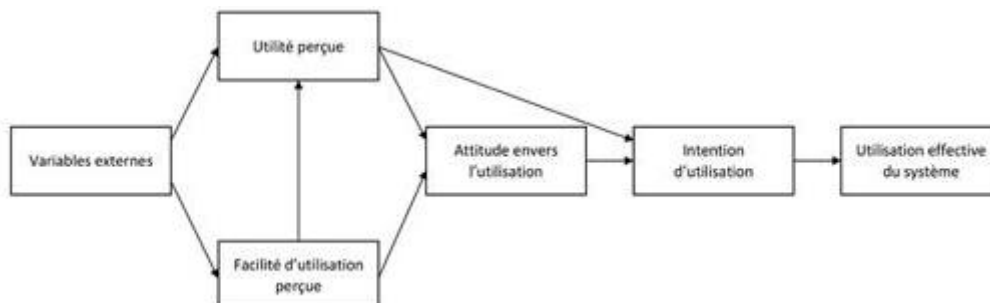 Utilité perçue
Variables externes
Attitude envers
l'utilisation
Intention
d'utilisation
Utilisation effective
du système
Facilité d'utilisation
perçue